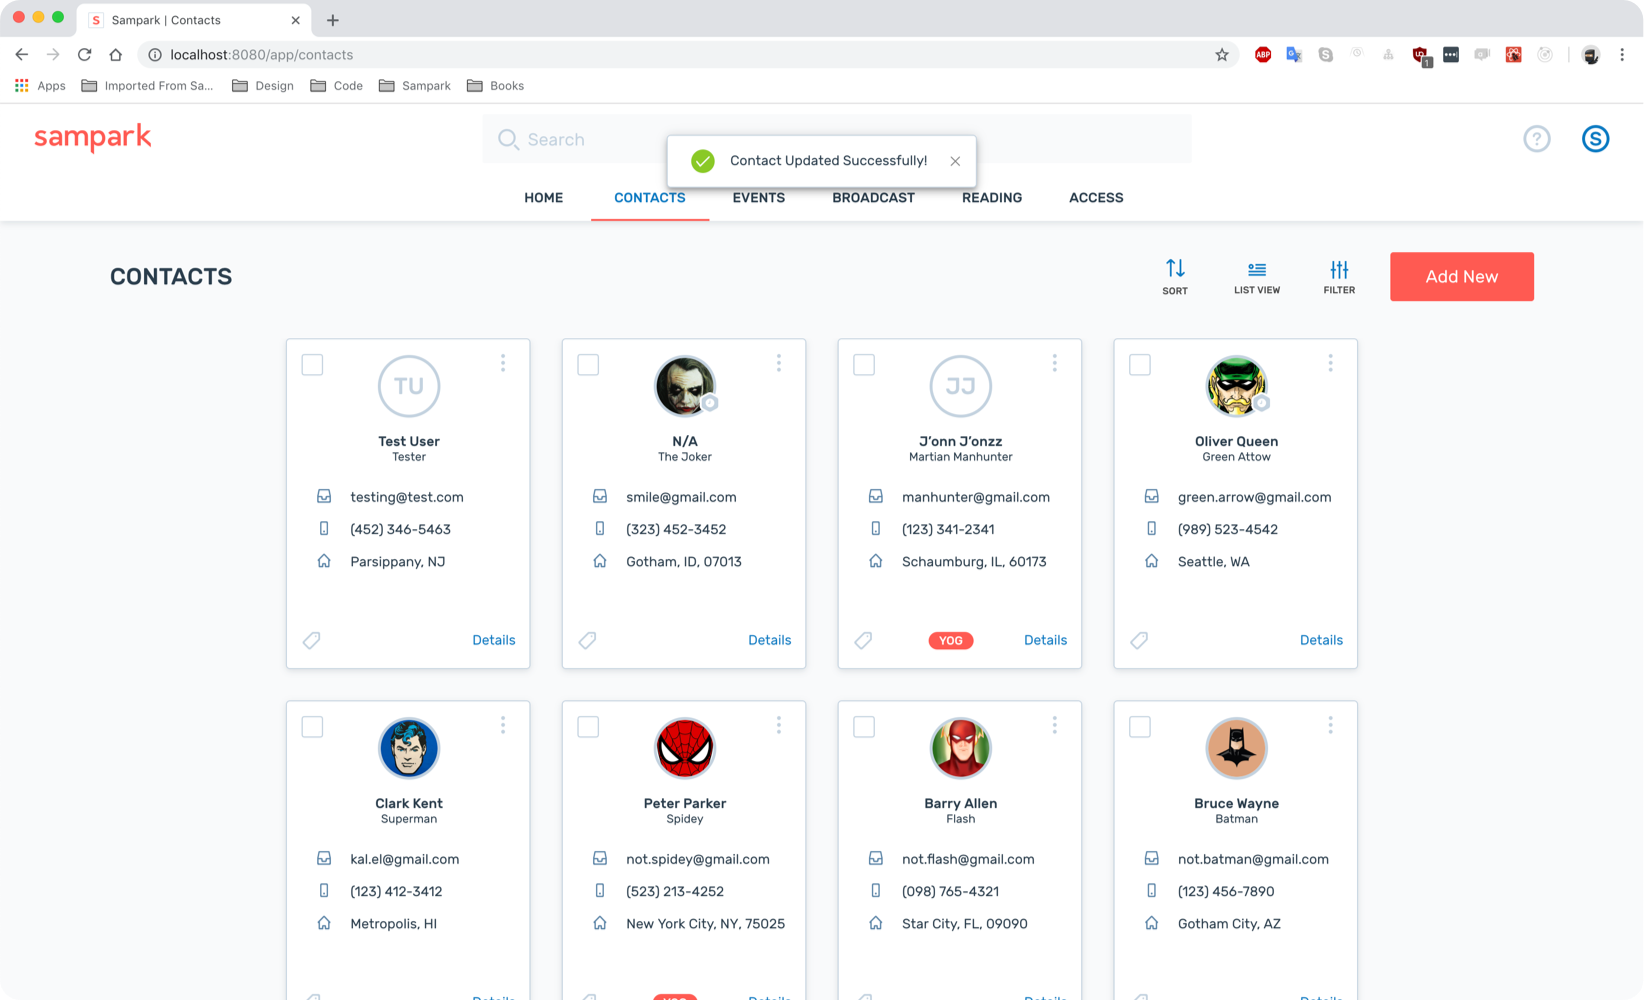 S Sampark | Contacts
localhost:8080/app/contacts
ABP
1
Apps Imported From Sa... Design Code Sampark Books
sampark
Search
? S
Contact Updated Successfully!
HOME CONTACTS EVENTS BROADCAST READING ACCESS
CONTACTS
SORT LIST VIEW FILTER
Add New
TU JJ
Test User N/A J’onn J’onzz Oliver Queen
Tester The Joker Martian Manhunter Green Attow
testing@test.com smile@gmail.com manhunter@gmail.com green.arrow@gmail.com
(452) 346-5463 (323) 452-3452 (123) 341-2341 (989) 523-4542
Parsippany, NJ Gotham, ID, 07013 Schaumburg, IL, 60173 Seattle, WA
Details Details YOG Details Details
Clark Kent Peter Parker Barry Allen Bruce Wayne
Superman Spidey Flash Batman
kal.el@gmail.com not.spidey@gmail.com not.flash@gmail.com not.batman@gmail.com
(123) 412-3412 (523) 213-4252 (098) 765-4321 (123) 456-7890
Metropolis, HI New York City, NY, 75025 Star City, FL, 09090 Gotham City, AZ
Details YOG Details Details Details